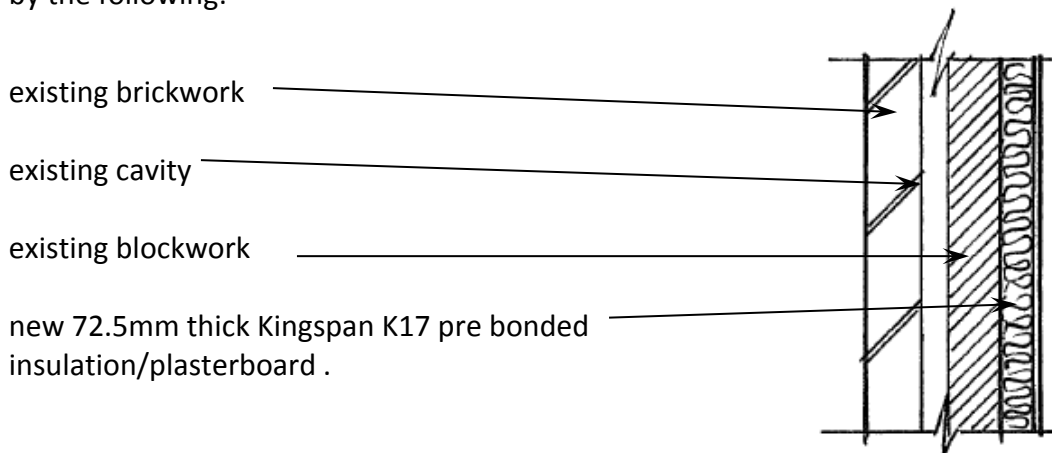 by the following:
existing brickwork
existing cavity
existing blockwork
new 72.5mm thick Kingspan K17 pre bonded
insulation/plasterboard .